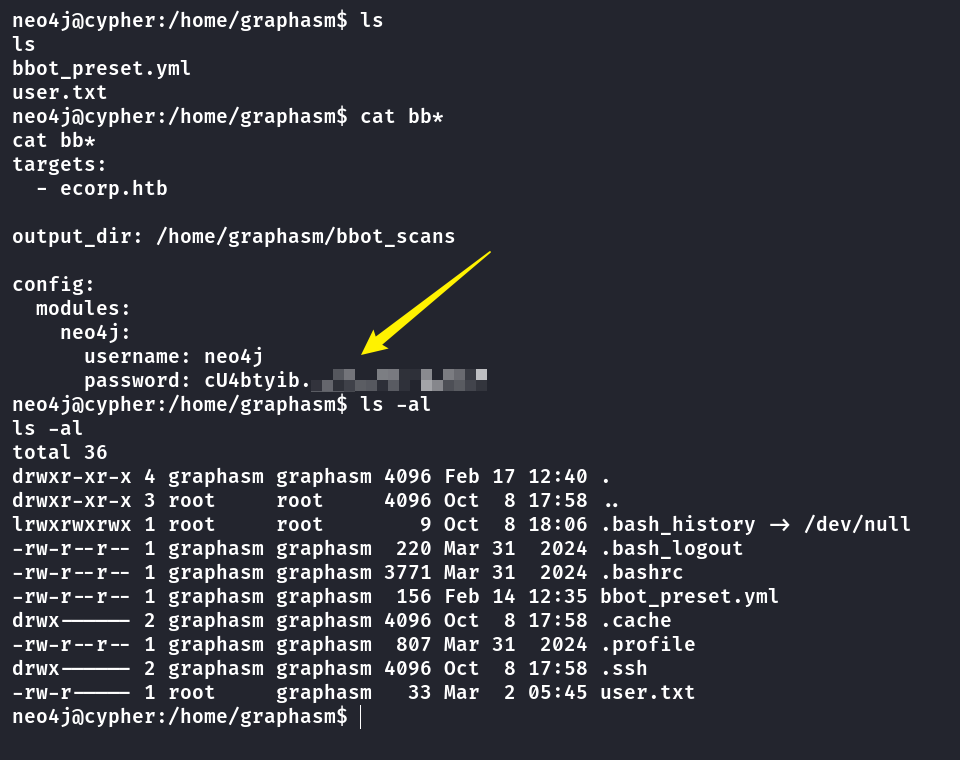 neo4j@cypher:/home/graphasm$ ls
ls
bbot_preset.yml
user.txt
neo4j@cypher:/home/graphasm$ cat bb*
cat bb*
targets:
  - ecorp.htb
output_dir: /home/graphasm/bbot_scans
config:
  modules:
    neo4j:
      username: neo4j
      password: cU4btyib.
neo4j@cypher:/home/graphasm$ ls -al
ls -al
total 36
drwxr-xr-x 4 graphasm graphasm 4096 Feb 17 12:40 .
drwxr-xr-x 3 root     root     4096 Oct  8 17:58 ..
lrwxrwxrwx 1 root     root        9 Oct  8 18:06 .bash_history -> /dev/null
-rw-r--r-- 1 graphasm graphasm  220 Mar 31  2024 .bash_logout
-rw-r--r-- 1 graphasm graphasm 3771 Mar 31  2024 .bashrc
-rw-r--r-- 1 graphasm graphasm  156 Feb 14 12:35 bbot_preset.yml
drwx------ 2 graphasm graphasm 4096 Oct  8 17:58 .cache
-rw-r--r-- 1 graphasm graphasm  807 Mar 31  2024 .profile
drwx------ 2 graphasm graphasm 4096 Oct  8 17:58 .ssh
-rw-r----- 1 root     graphasm   33 Mar  2 05:45 user.txt
neo4j@cypher:/home/graphasm$